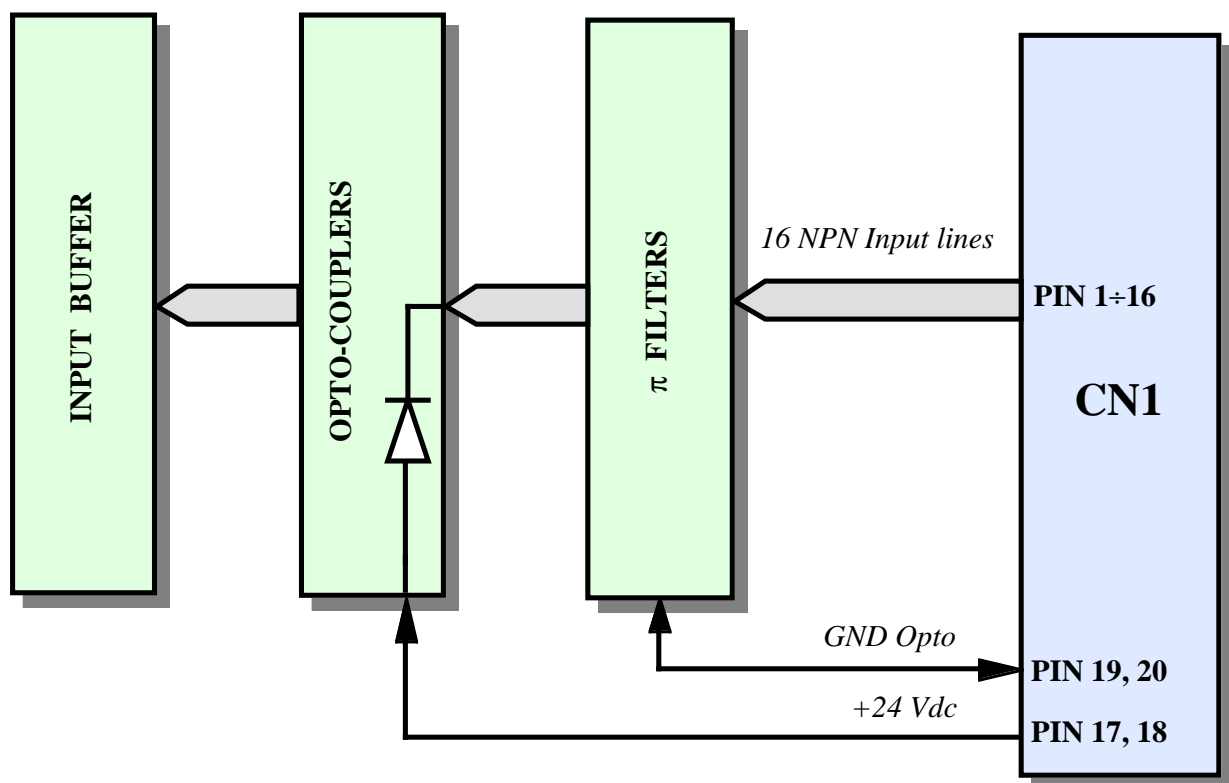 INPUT BUFFER
OPTO-COUPLERS
π FILTERS
16 NPN Input lines
PIN 1÷16
CN1
GND Opto
PIN 19, 20
+24 Vdc
PIN 17, 18